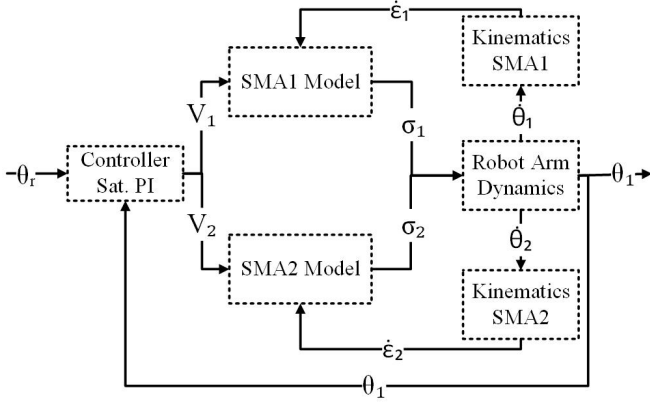 ε̇₁
Kinematics
SMA1
SMA1 Model
V₁
σ₁
θ̇₁
θᵣ
Controller
Sat. PI
Robot Arm
Dynamics
θ₁
V₂
σ₂
θ̇₂
SMA2 Model
Kinematics
SMA2
ε̇₂
θ₁